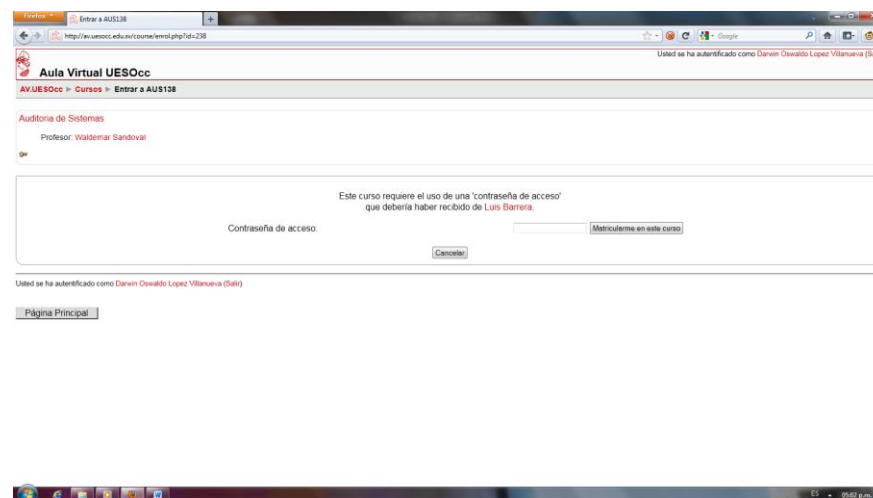 Firefox
Entrar a AUS138
+
http://av.uesocc.edu.sv/course/enrol.php?id=238
Google
Usted se ha autentificado como Darwin Oswaldo Lopez Villanueva (S
Aula Virtual UESOcc
AV.UESOcc ► Cursos ► Entrar a AUS138
Auditoria de Sistemas
Profesor: Waldemar Sandoval
Este curso requiere el uso de una 'contraseña de acceso'
que debería haber recibido de Luis Barrera.
Contraseña de acceso: Matricularme en este curso
Cancelar
Usted se ha autentificado como Darwin Oswaldo Lopez Villanueva (Salir)
Página Principal
ES 05:02 p.m.